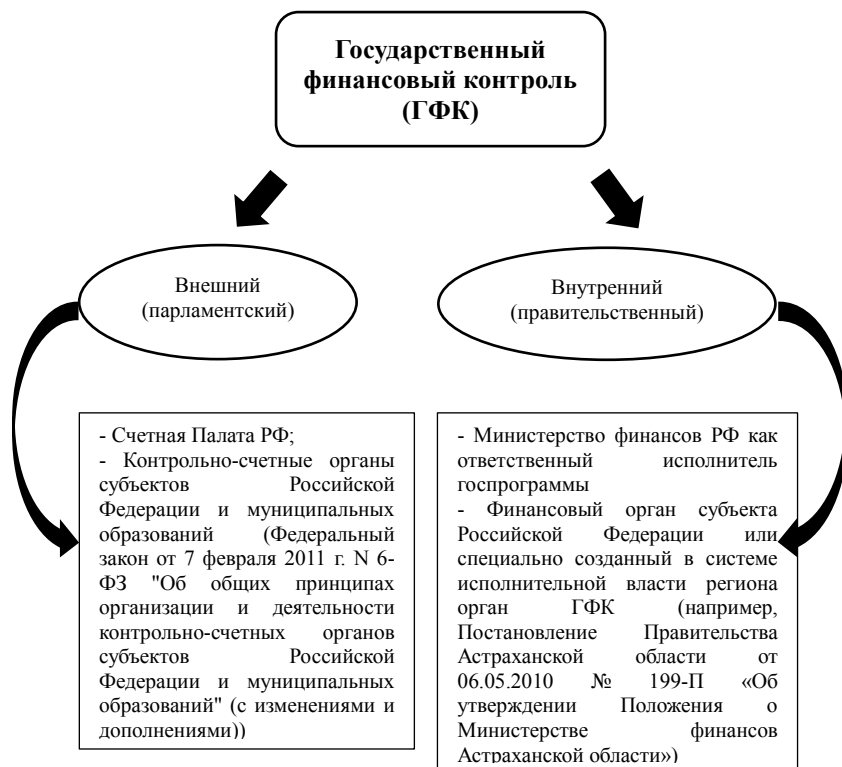 Государственный
финансовый контроль
(ГФК)
Внешний
(парламентский)
Внутренний
(правительственный)
- Счетная Палата РФ;
- Контрольно-счетные органы
субъектов Российской
Федерации и муниципальных
образований (Федеральный
закон от 7 февраля 2011 г. N 6-
ФЗ "Об общих принципах
организации и деятельности
контрольно-счетных органов
субъектов Российской
Федерации и муниципальных
образований" (с изменениями и
дополнениями))
- Министерство финансов РФ как
ответственный исполнитель
госпрограммы
- Финансовый орган субъекта
Российской Федерации или
специально созданный в системе
исполнительной власти региона
орган ГФК (например,
Постановление Правительства
Астраханской области от
06.05.2010 № 199-П «Об
утверждении Положения о
Министерстве финансов
Астраханской области»)